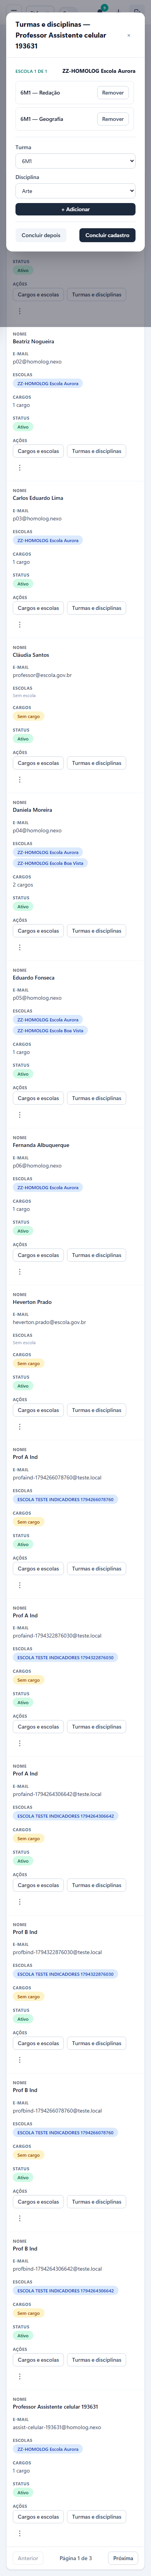 Turmas e disciplinas —
Professor Assistente celular
193631
×
ESCOLA 1 DE 1
ZZ-HOMOLOG Escola Aurora
6M1 — Redação
Remover
6M1 — Geografia
Remover
Turma
6M1
Disciplina
Arte
+ Adicionar
Concluir depois
Concluir cadastro
STATUS
Ativo
AÇÕES
Cargos e escolas
Turmas e disciplinas
NOME
Beatriz Nogueira
E-MAIL
p02@homolog.nexo
ESCOLAS
ZZ-HOMOLOG Escola Aurora
CARGOS
1 cargo
STATUS
Ativo
AÇÕES
Cargos e escolas
Turmas e disciplinas
NOME
Carlos Eduardo Lima
E-MAIL
p03@homolog.nexo
ESCOLAS
ZZ-HOMOLOG Escola Aurora
CARGOS
1 cargo
STATUS
Ativo
AÇÕES
Cargos e escolas
Turmas e disciplinas
NOME
Cláudia Santos
E-MAIL
professor@escola.gov.br
ESCOLAS
Sem escola
CARGOS
Sem cargo
STATUS
Ativo
AÇÕES
Cargos e escolas
Turmas e disciplinas
NOME
Daniela Moreira
E-MAIL
p04@homolog.nexo
ESCOLAS
ZZ-HOMOLOG Escola Aurora
ZZ-HOMOLOG Escola Boa Vista
CARGOS
2 cargos
STATUS
Ativo
AÇÕES
Cargos e escolas
Turmas e disciplinas
NOME
Eduardo Fonseca
E-MAIL
p05@homolog.nexo
ESCOLAS
ZZ-HOMOLOG Escola Aurora
ZZ-HOMOLOG Escola Boa Vista
CARGOS
1 cargo
STATUS
Ativo
AÇÕES
Cargos e escolas
Turmas e disciplinas
NOME
Fernanda Albuquerque
E-MAIL
p06@homolog.nexo
ESCOLAS
ZZ-HOMOLOG Escola Aurora
CARGOS
1 cargo
STATUS
Ativo
AÇÕES
Cargos e escolas
Turmas e disciplinas
NOME
Heverton Prado
E-MAIL
heverton.prado@escola.gov.br
ESCOLAS
Sem escola
CARGOS
Sem cargo
STATUS
Ativo
AÇÕES
Cargos e escolas
Turmas e disciplinas
NOME
Prof A Ind
E-MAIL
profaind-1794266078760@teste.local
ESCOLAS
ESCOLA TESTE INDICADORES 1794266078760
CARGOS
Sem cargo
STATUS
Ativo
AÇÕES
Cargos e escolas
Turmas e disciplinas
NOME
Prof A Ind
E-MAIL
profaind-1794322876030@teste.local
ESCOLAS
ESCOLA TESTE INDICADORES 1794322876030
CARGOS
Sem cargo
STATUS
Ativo
AÇÕES
Cargos e escolas
Turmas e disciplinas
NOME
Prof A Ind
E-MAIL
profaind-1794264306642@teste.local
ESCOLAS
ESCOLA TESTE INDICADORES 1794264306642
CARGOS
Sem cargo
STATUS
Ativo
AÇÕES
Cargos e escolas
Turmas e disciplinas
NOME
Prof B Ind
E-MAIL
profbind-1794322876030@teste.local
ESCOLAS
ESCOLA TESTE INDICADORES 1794322876030
CARGOS
Sem cargo
STATUS
Ativo
AÇÕES
Cargos e escolas
Turmas e disciplinas
NOME
Prof B Ind
E-MAIL
profbind-1794266078760@teste.local
ESCOLAS
ESCOLA TESTE INDICADORES 1794266078760
CARGOS
Sem cargo
STATUS
Ativo
AÇÕES
Cargos e escolas
Turmas e disciplinas
NOME
Prof B Ind
E-MAIL
profbind-1794264306642@teste.local
ESCOLAS
ESCOLA TESTE INDICADORES 1794264306642
CARGOS
Sem cargo
STATUS
Ativo
AÇÕES
Cargos e escolas
Turmas e disciplinas
NOME
Professor Assistente celular 193631
E-MAIL
assist-celular-193631@homolog.nexo
ESCOLAS
ZZ-HOMOLOG Escola Aurora
CARGOS
1 cargo
STATUS
Ativo
AÇÕES
Cargos e escolas
Turmas e disciplinas
Anterior
Página 1 de 3
Próxima